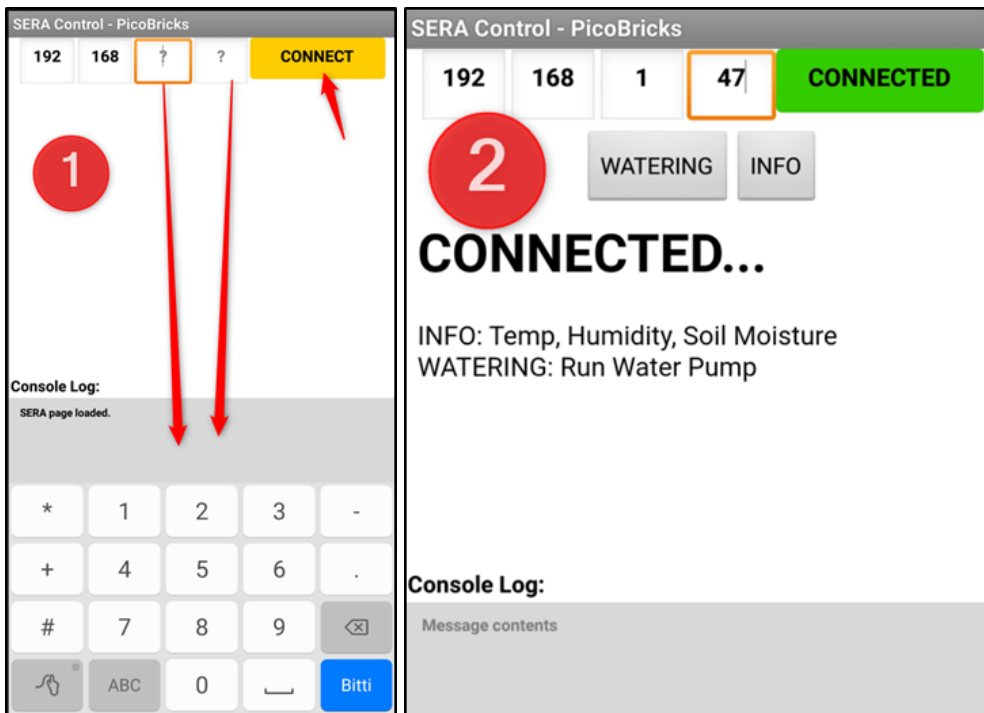 SERA Control - PicoBricks
192 168 ? ? CONNECT
1
Console Log:
SERA page loaded.
* 1 2 3 -
+ 4 5 6 .
# 7 8 9
ABC 0 Bitti
SERA Control - PicoBricks
192 168 1 47 CONNECTED
2
WATERING INFO
CONNECTED...
INFO: Temp, Humidity, Soil Moisture
WATERING: Run Water Pump
Console Log:
Message contents